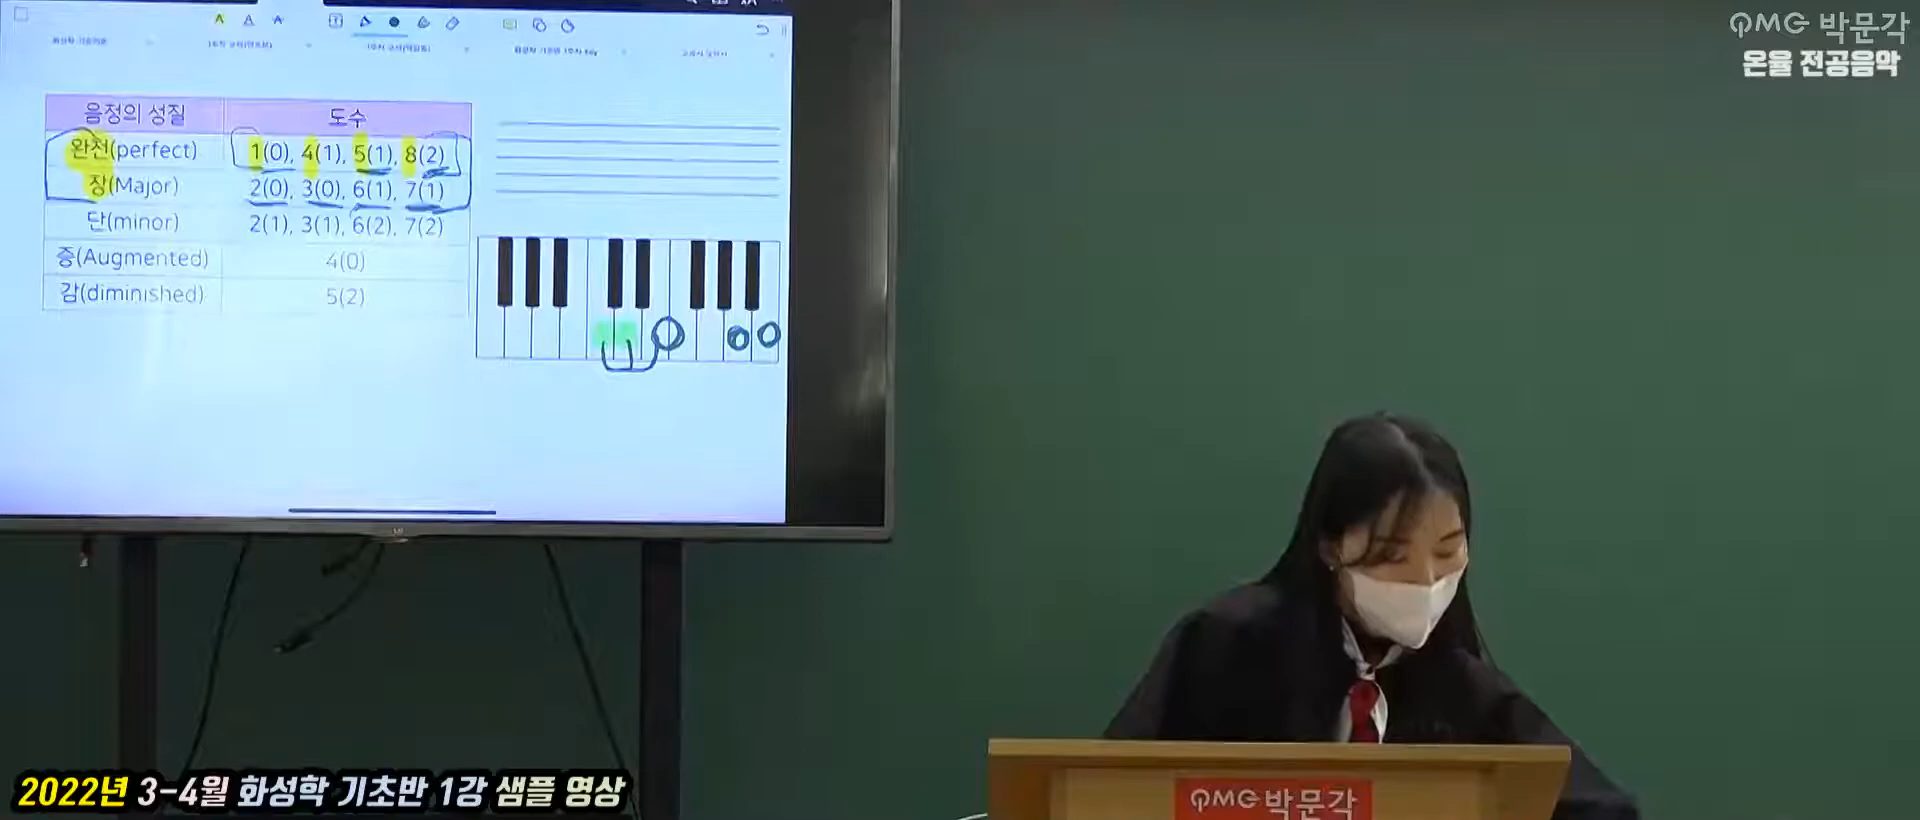 PMG 박문각
온율 전공음악
음정의 성질 도수
완전(perfect) 1(0), 4(1), 5(1), 8(2)
장(Major) 2(0), 3(0), 6(1), 7(1)
단(minor) 2(1), 3(1), 6(2), 7(2)
증(Augmented) 4(0)
감(diminished) 5(2)
2022년 3-4월 화성학 기초반 1강 샘플 영상
PMG 박문각